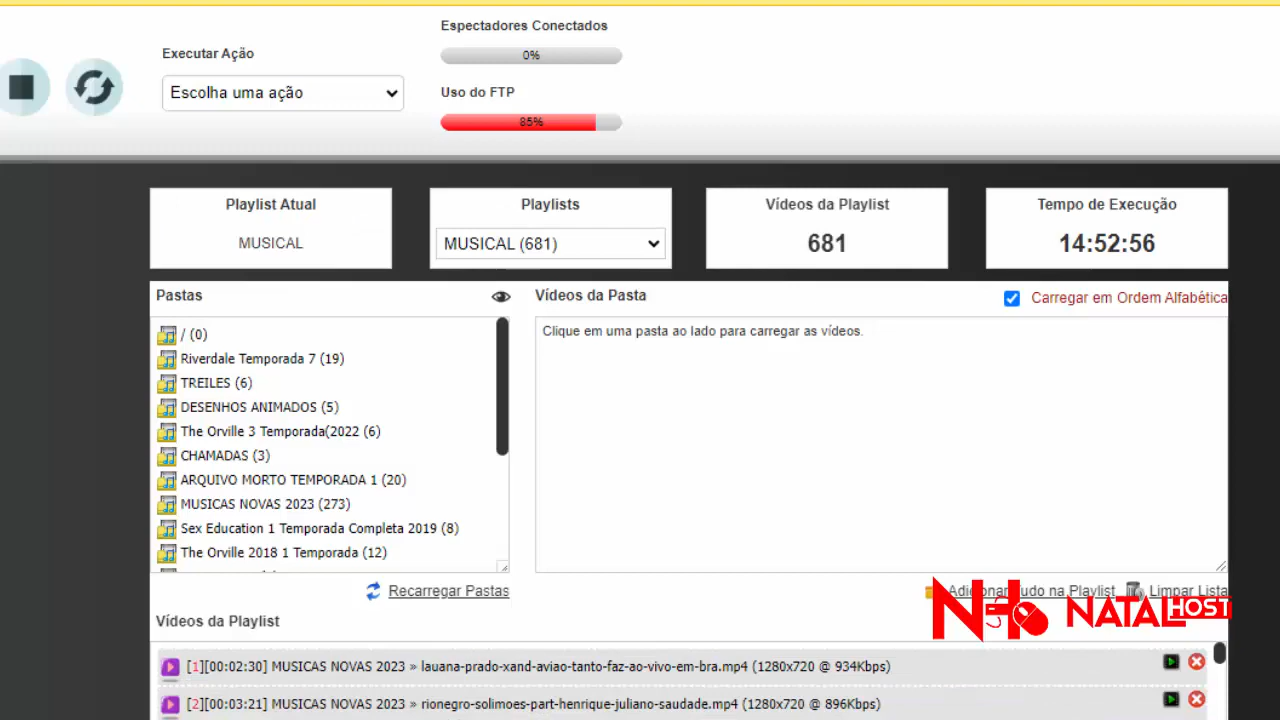 Espectadores Conectados
0%
Executar Ação
Escolha uma ação
Uso do FTP
85%
Playlist Atual
MUSICAL
Playlists
MUSICAL (681)
Vídeos da Playlist
681
Tempo de Execução
14:52:56
Pastas
/ (0)
Riverdale Temporada 7 (19)
TREILES (6)
DESENHOS ANIMADOS (5)
The Orville 3 Temporada(2022 (6)
CHAMADAS (3)
ARQUIVO MORTO TEMPORADA 1 (20)
MUSICAS NOVAS 2023 (273)
Sex Education 1 Temporada Completa 2019 (8)
The Orville 2018 1 Temporada (12)
Recarregar Pastas
Vídeos da Pasta
Carregar em Ordem Alfabética
Clique em uma pasta ao lado para carregar as vídeos.
Adicionar tudo na Playlist
Limpar Lista
NATAL HOST
Vídeos da Playlist
[1][00:02:30] MUSICAS NOVAS 2023 » lauana-prado-xand-aviao-tanto-faz-ao-vivo-em-bra.mp4 (1280x720 @ 934Kbps)
[2][00:03:21] MUSICAS NOVAS 2023 » rionegro-solimoes-part-henrique-juliano-saudade.mp4 (1280x720 @ 896Kbps)